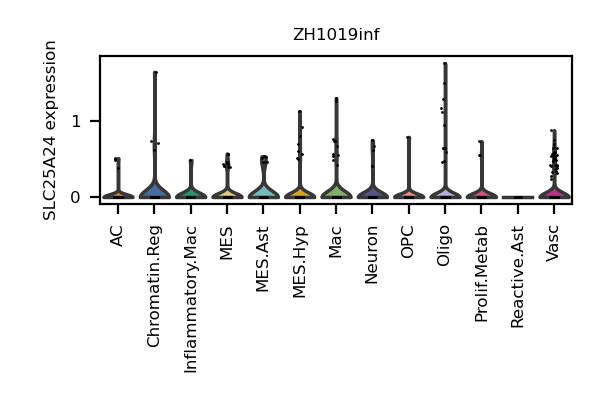 ZH1019inf
SLC25A24 expression
1
0
AC
Chromatin.Reg
Inflammatory.Mac
MES
MES.Ast
MES.Hyp
Mac
Neuron
OPC
Oligo
Prolif.Metab
Reactive.Ast
Vasc